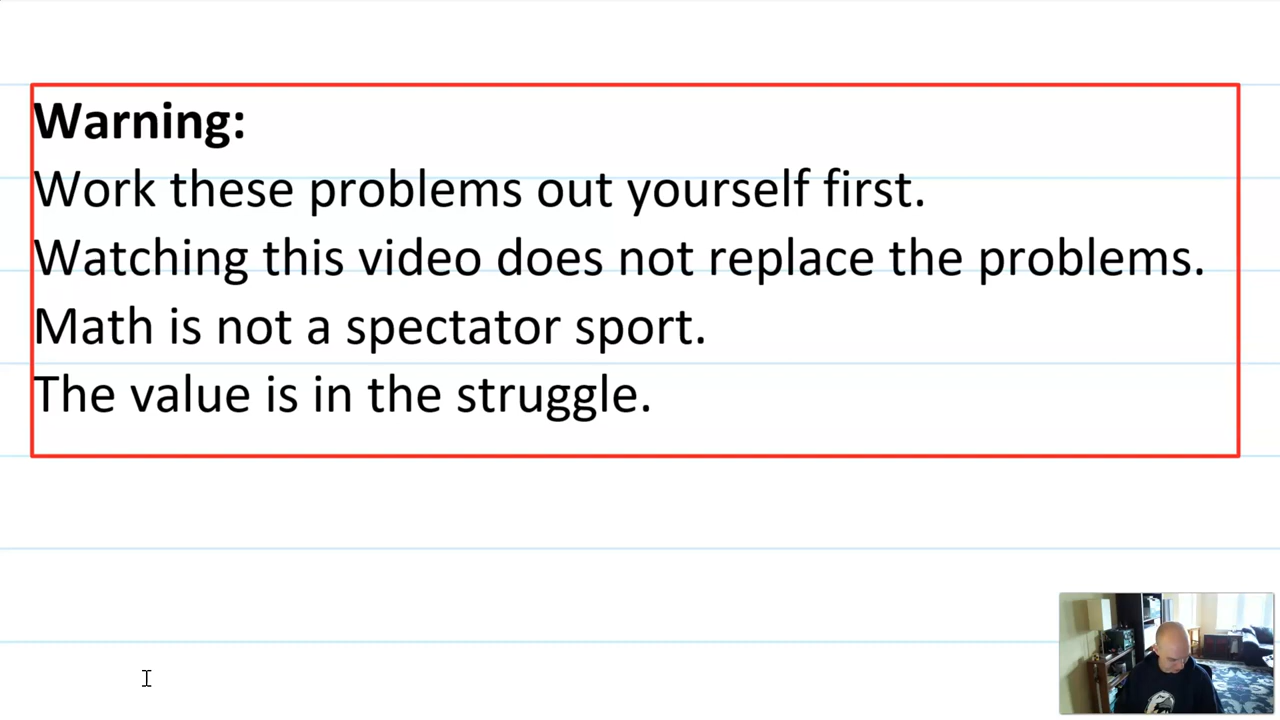 Warning:
Work these problems out yourself first.
Watching this video does not replace the problems.
Math is not a spectator sport.
The value is in the struggle.